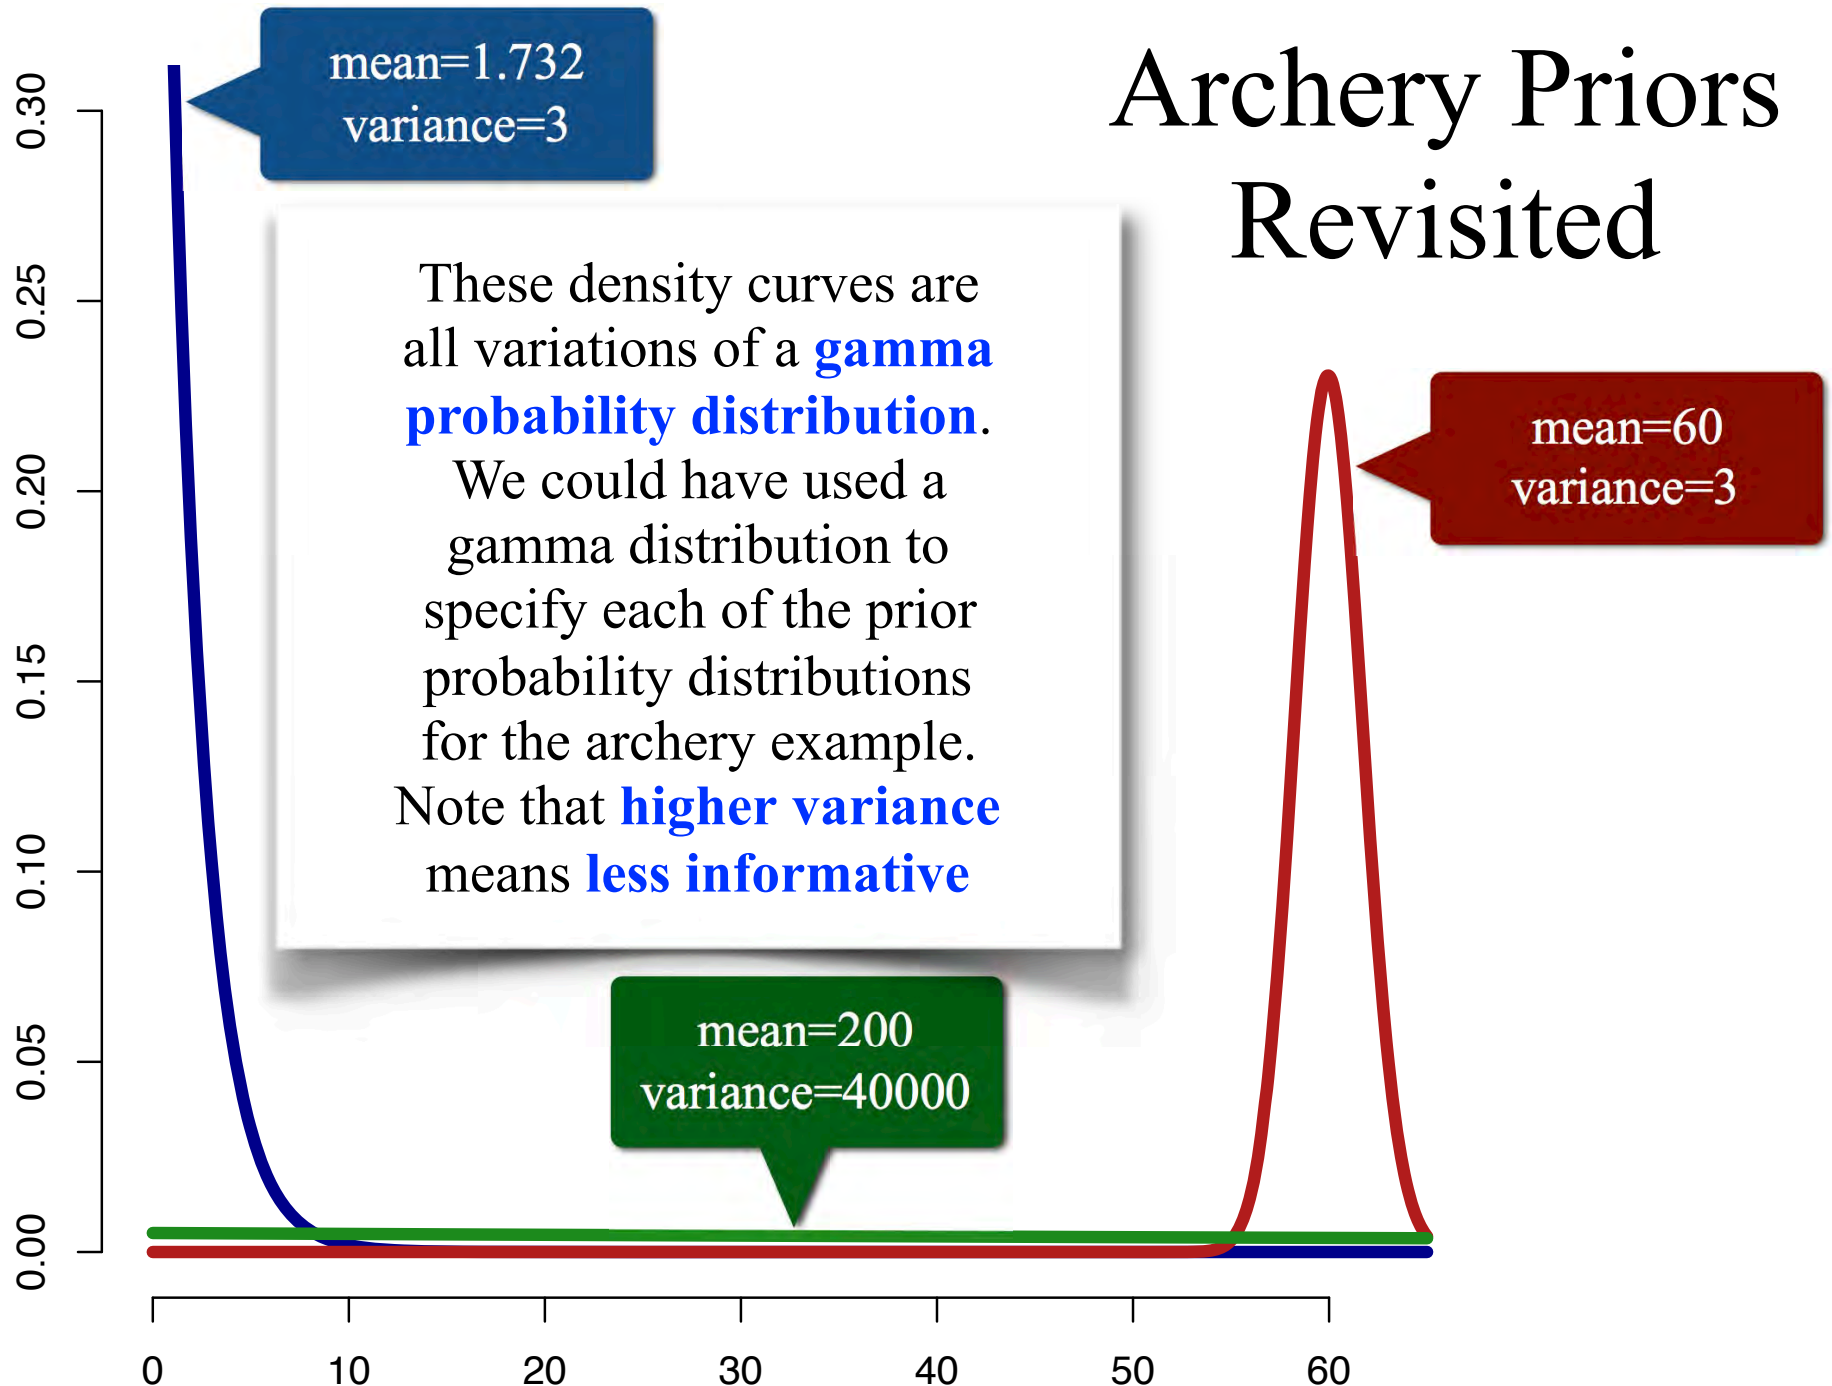 Archery Priors
Revisited
mean=1.732
variance=3
These density curves are
all variations of a gamma
probability distribution.
We could have used a
gamma distribution to
specify each of the prior
probability distributions
for the archery example.
Note that higher variance
means less informative
mean=60
variance=3
mean=200
variance=40000
0.30
0.25
0.20
0.15
0.10
0.05
0.00
0 10 20 30 40 50 60